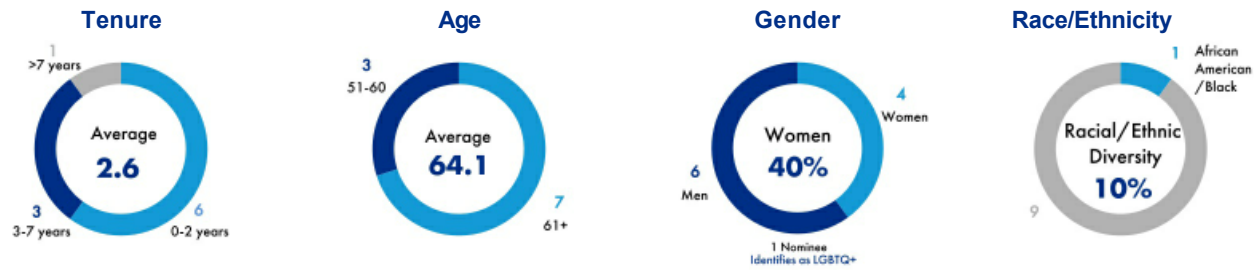 Tenure
1
>7 years
Average
2.6
3
3-7 years
6
0-2 years
Age
3
51-60
Average
64.1
7
61+
Gender
4
Women
Women
40%
6
Men
1 Nominee
Identifies as LGBTQ+
Race/Ethnicity
1
African
American
/Black
Racial/Ethnic
Diversity
10%
9